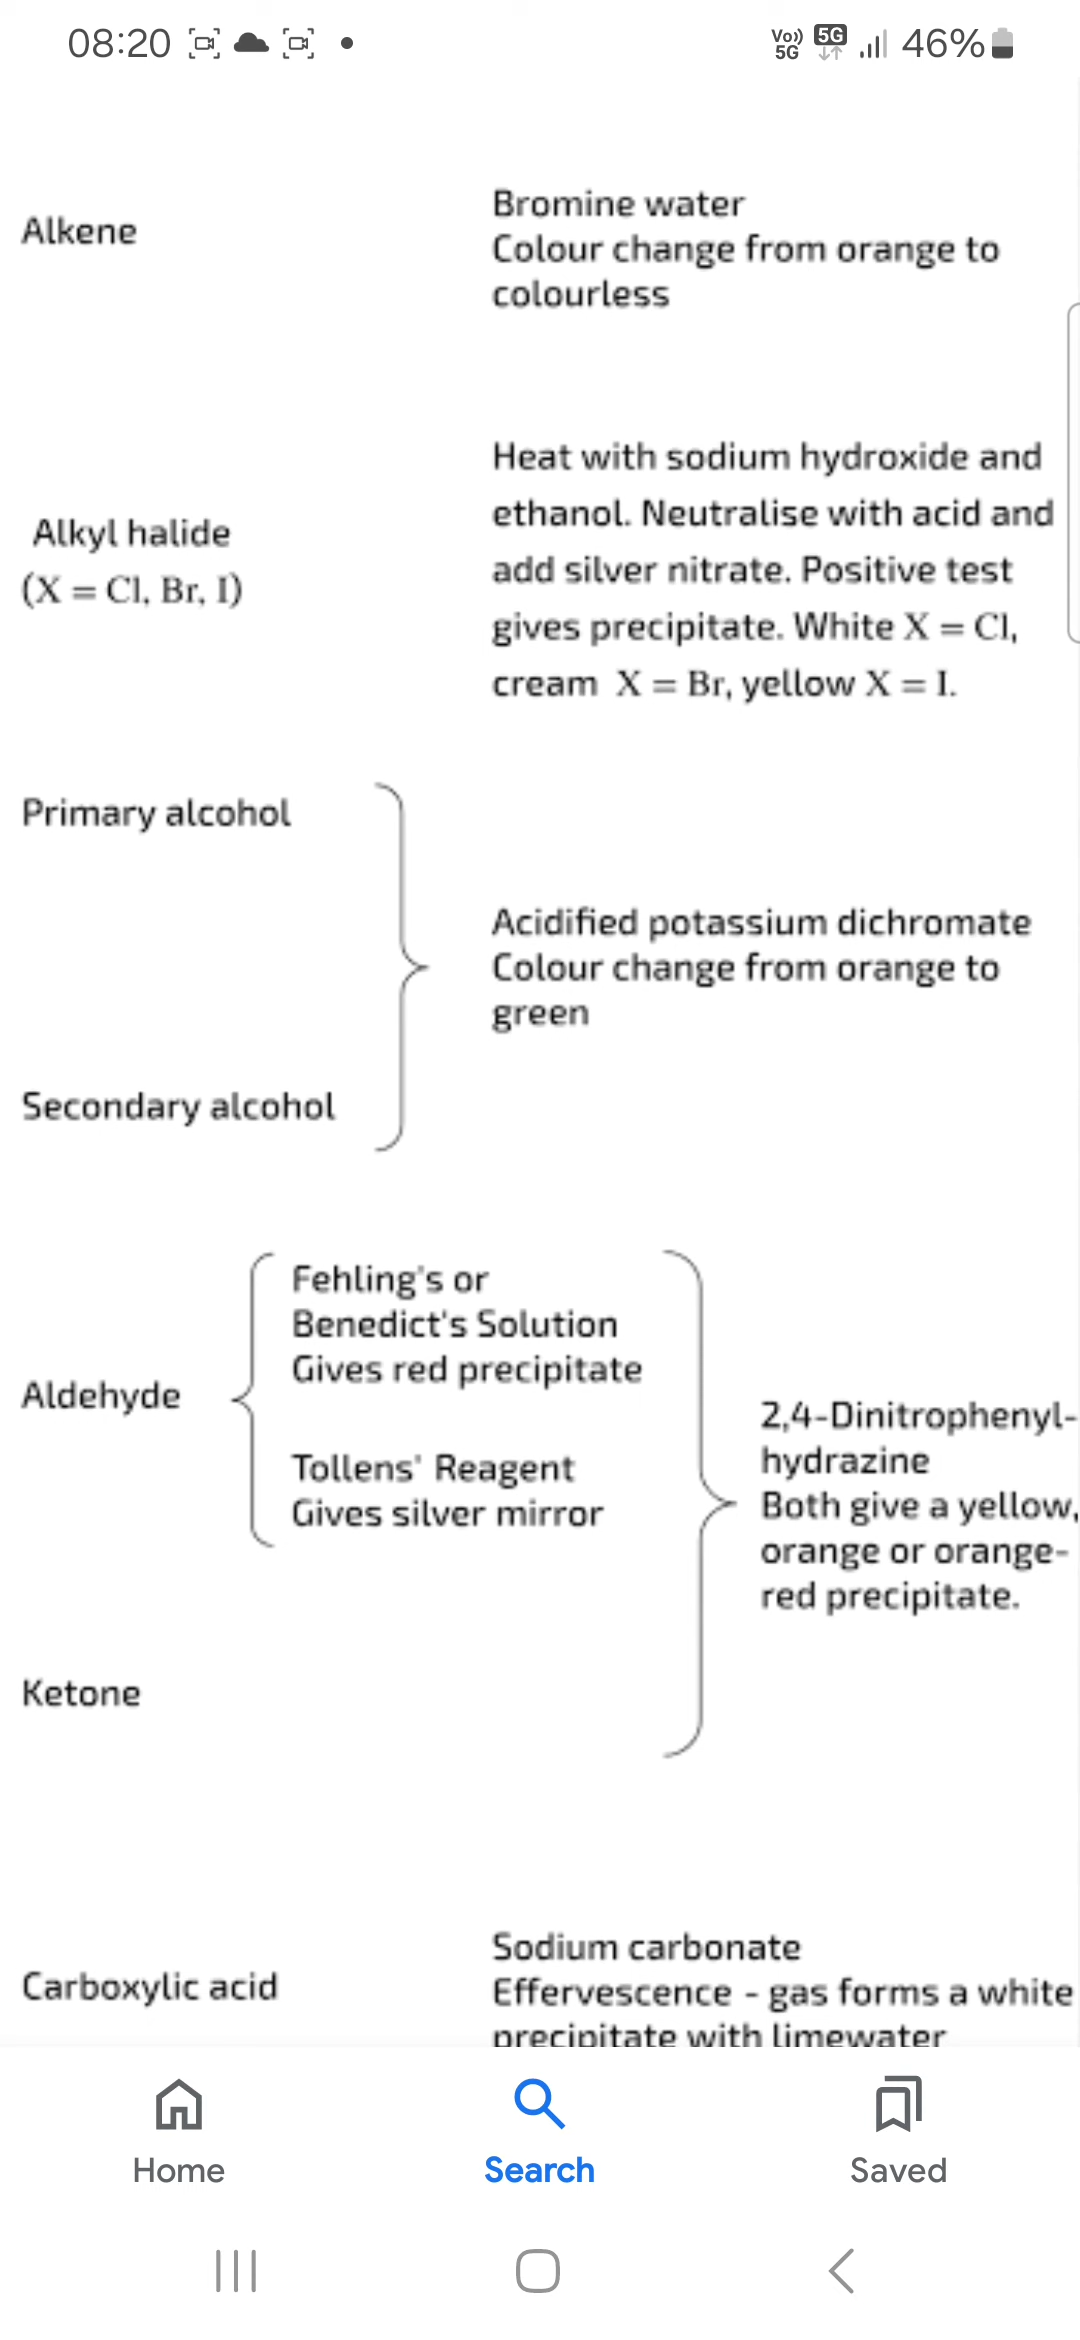 08:20
Vo)) 5G
5G
46%
Alkene
Bromine water
Colour change from orange to
colourless
Alkyl halide
(X = Cl, Br, I)
Heat with sodium hydroxide and
ethanol. Neutralise with acid and
add silver nitrate. Positive test
gives precipitate. White X = Cl,
cream X = Br, yellow X = I.
Primary alcohol
Acidified potassium dichromate
Colour change from orange to
green
Secondary alcohol
Aldehyde
Fehling's or
Benedict's Solution
Gives red precipitate
Tollens' Reagent
Gives silver mirror
2,4-Dinitrophenyl-
hydrazine
Both give a yellow,
orange or orange-
red precipitate.
Ketone
Carboxylic acid
Sodium carbonate
Effervescence - gas forms a white
precipitate with limewater
Home
Search
Saved